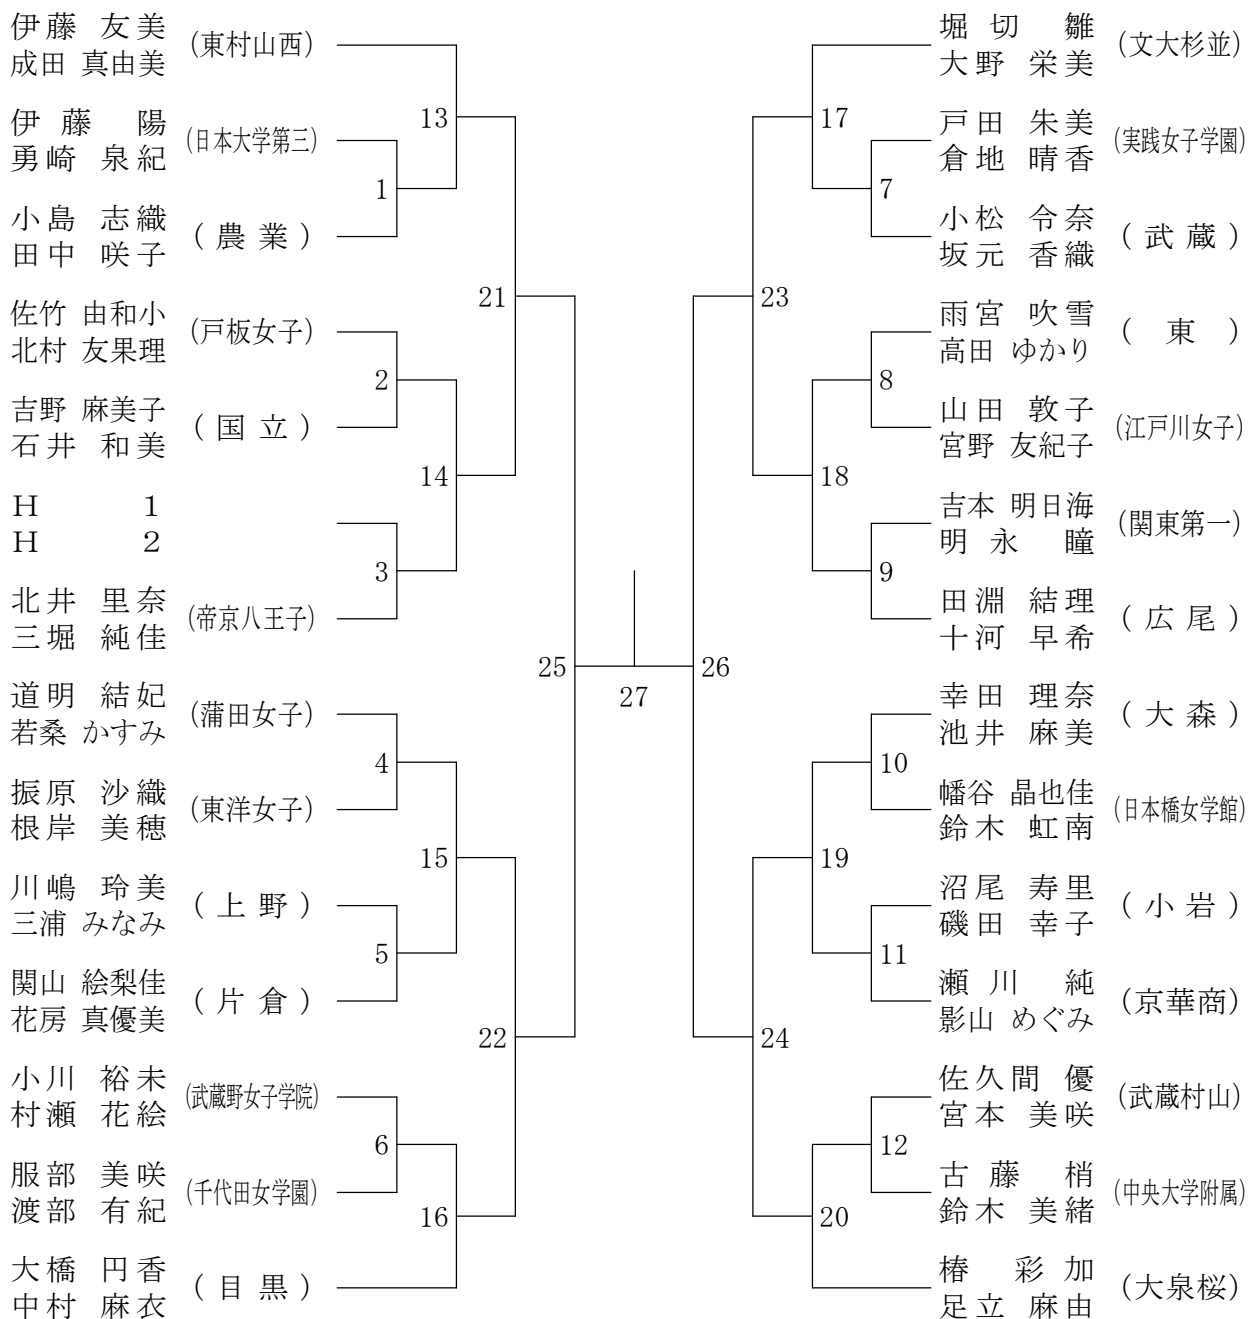 伊藤 友美
成田 真由美
(東村山西)
伊藤 陽
勇崎 泉紀
(日本大学第三)
小島 志織
田中 咲子
(農業)
佐竹 由和小
北村 友果理
(戸板女子)
吉野 麻美子
石井 和美
(国立)
H 1
H 2
北井 里奈
三堀 純佳
(帝京八王子)
道明 結妃
若桑 かすみ
(蒲田女子)
振原 沙織
根岸 美穂
(東洋女子)
川嶋 玲美
三浦 みなみ
(上野)
関山 絵梨佳
花房 真優美
(片倉)
小川 裕未
村瀬 花絵
(武蔵野女子学院)
服部 美咲
渡部 有紀
(千代田女学園)
大橋 円香
中村 麻衣
(目黒)
13
1
21
2
14
3
25
4
15
5
22
6
16
27
17
7
23
8
18
9
26
10
19
11
24
12
20
堀切 雛
大野 栄美
(文大杉並)
戸田 朱美
倉地 晴香
(実践女子学園)
小松 令奈
坂元 香織
(武蔵)
雨宮 吹雪
高田 ゆかり
(東)
山田 敦子
宮野 友紀子
(江戸川女子)
吉本 明日海
明永 瞳
(関東第一)
田淵 結理
十河 早希
(広尾)
幸田 理奈
池井 麻美
(大森)
幡谷 晶也佳
鈴木 虹南
(日本橋女学館)
沼尾 寿里
磯田 幸子
(小岩)
瀬川 純
影山 めぐみ
(京華商)
佐久間 優
宮本 美咲
(武蔵村山)
古藤 梢
鈴木 美緒
(中央大学附属)
椿 彩加
足立 麻由
(大泉桜)